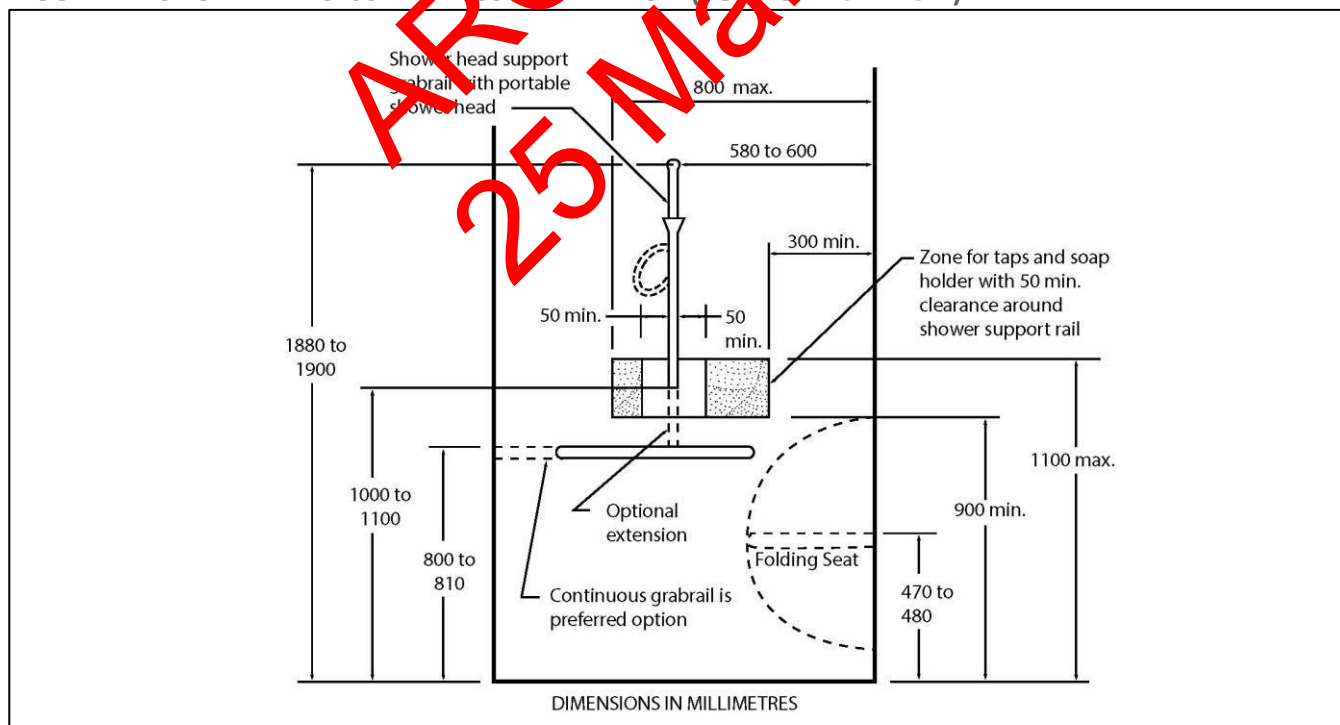 Shower head support
grabrail with portable
shower head
800 max.
580 to 600
300 min.
Zone for taps and soap
holder with 50 min.
clearance around
shower support rail
50 min.
50
min.
1880 to
1900
1000 to
1100
800 to
810
Optional
extension
Continuous grabrail is
preferred option
Folding Seat
1100 max.
900 min.
470 to
480
DIMENSIONS IN MILLIMETRES
25